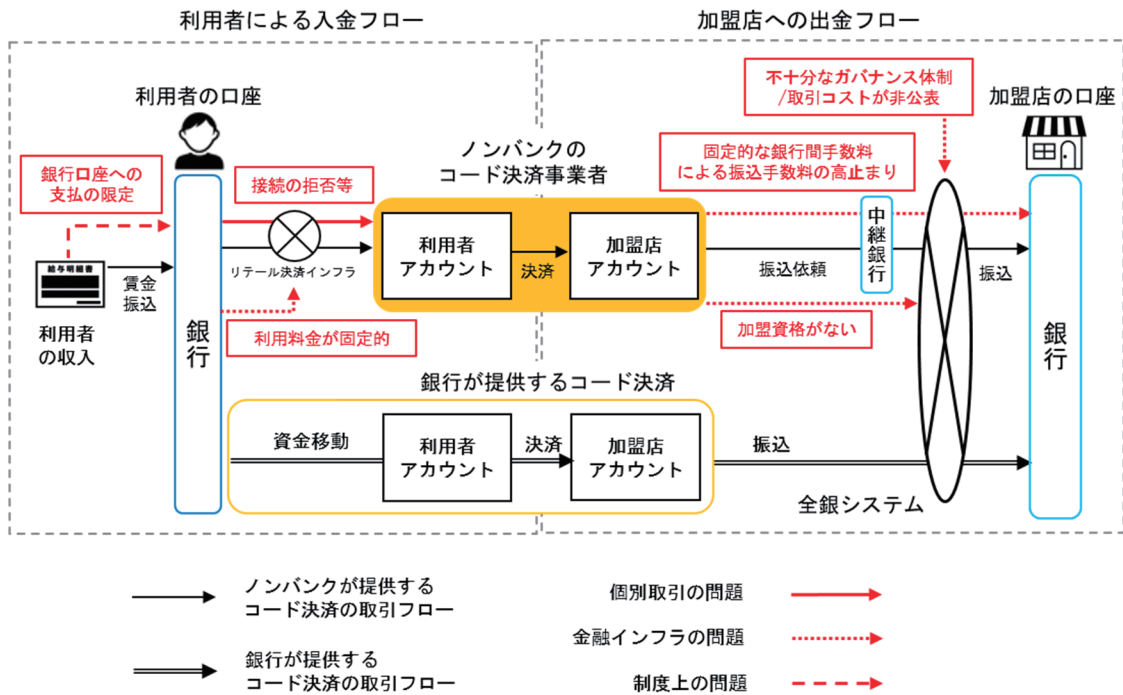 利用者による入金フロー
加盟店への出金フロー
利用者の口座
不十分なガバナンス体制
/取引コストが非公表
加盟店の口座
ノンバンクの
コード決済事業者
固定的な銀行間手数料
による振込手数料の高止まり
銀行口座への
支払の限定
接続の拒否等
給与明細書
賃金
振込
利用者
の収入
銀行
リテール決済インフラ
利用料金が固定的
利用者
アカウント
決済
加盟店
アカウント
中継銀行
振込依頼
振込
加盟資格がない
銀行
銀行が提供するコード決済
資金移動
利用者
アカウント
決済
加盟店
アカウント
振込
全銀システム
ノンバンクが提供する
コード決済の取引フロー
銀行が提供する
コード決済の取引フロー
個別取引の問題
金融インフラの問題
制度上の問題